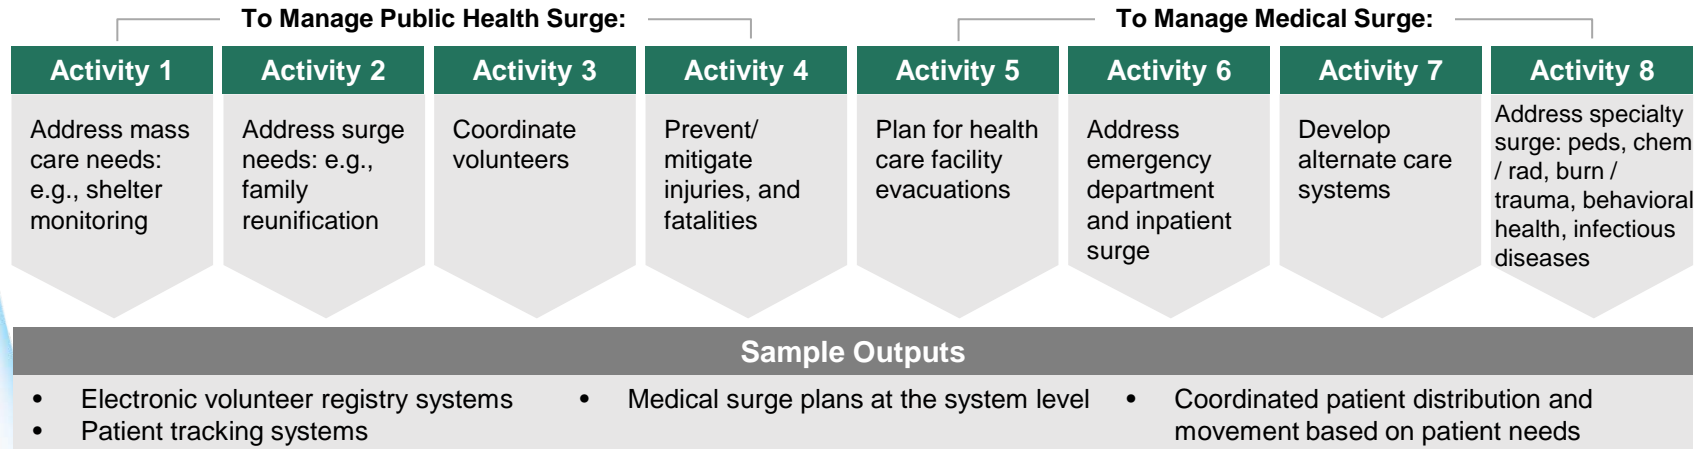 To Manage Public Health Surge:
To Manage Medical Surge:
Activity 1
Address mass
care needs:
e.g., shelter
monitoring
Activity 2
Address surge
needs: e.g.,
family
reunification
Activity 3
Coordinate
volunteers
Activity 4
Prevent/
mitigate
injuries, and
fatalities
Activity 5
Plan for health
care facility
evacuations
Activity 6
Address
emergency
department
and inpatient
surge
Activity 7
Develop
alternate care
systems
Activity 8
Address specialty
surge: peds, chem
/ rad, burn /
trauma, behavioral
health, infectious
diseases
Sample Outputs
• Electronic volunteer registry systems
• Patient tracking systems
• Medical surge plans at the system level
• Coordinated patient distribution and
movement based on patient needs